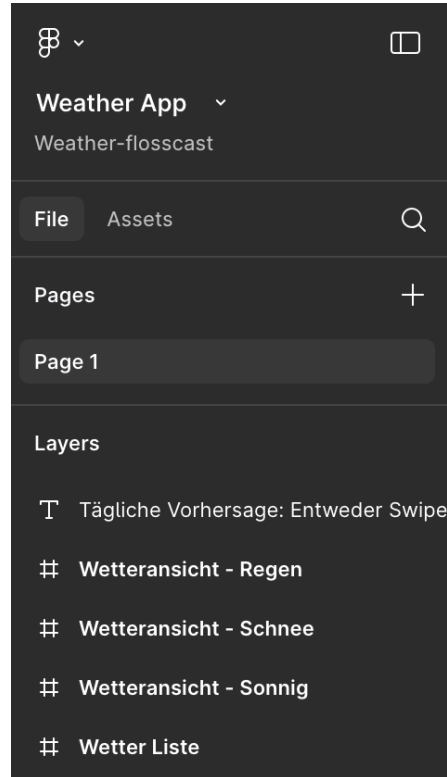 Weather App
Weather-flosscast
File Assets
Pages
Page 1
Layers
Tägliche Vorhersage: Entweder Swipe
Wetteransicht - Regen
Wetteransicht - Schnee
Wetteransicht - Sonnig
Wetter Liste